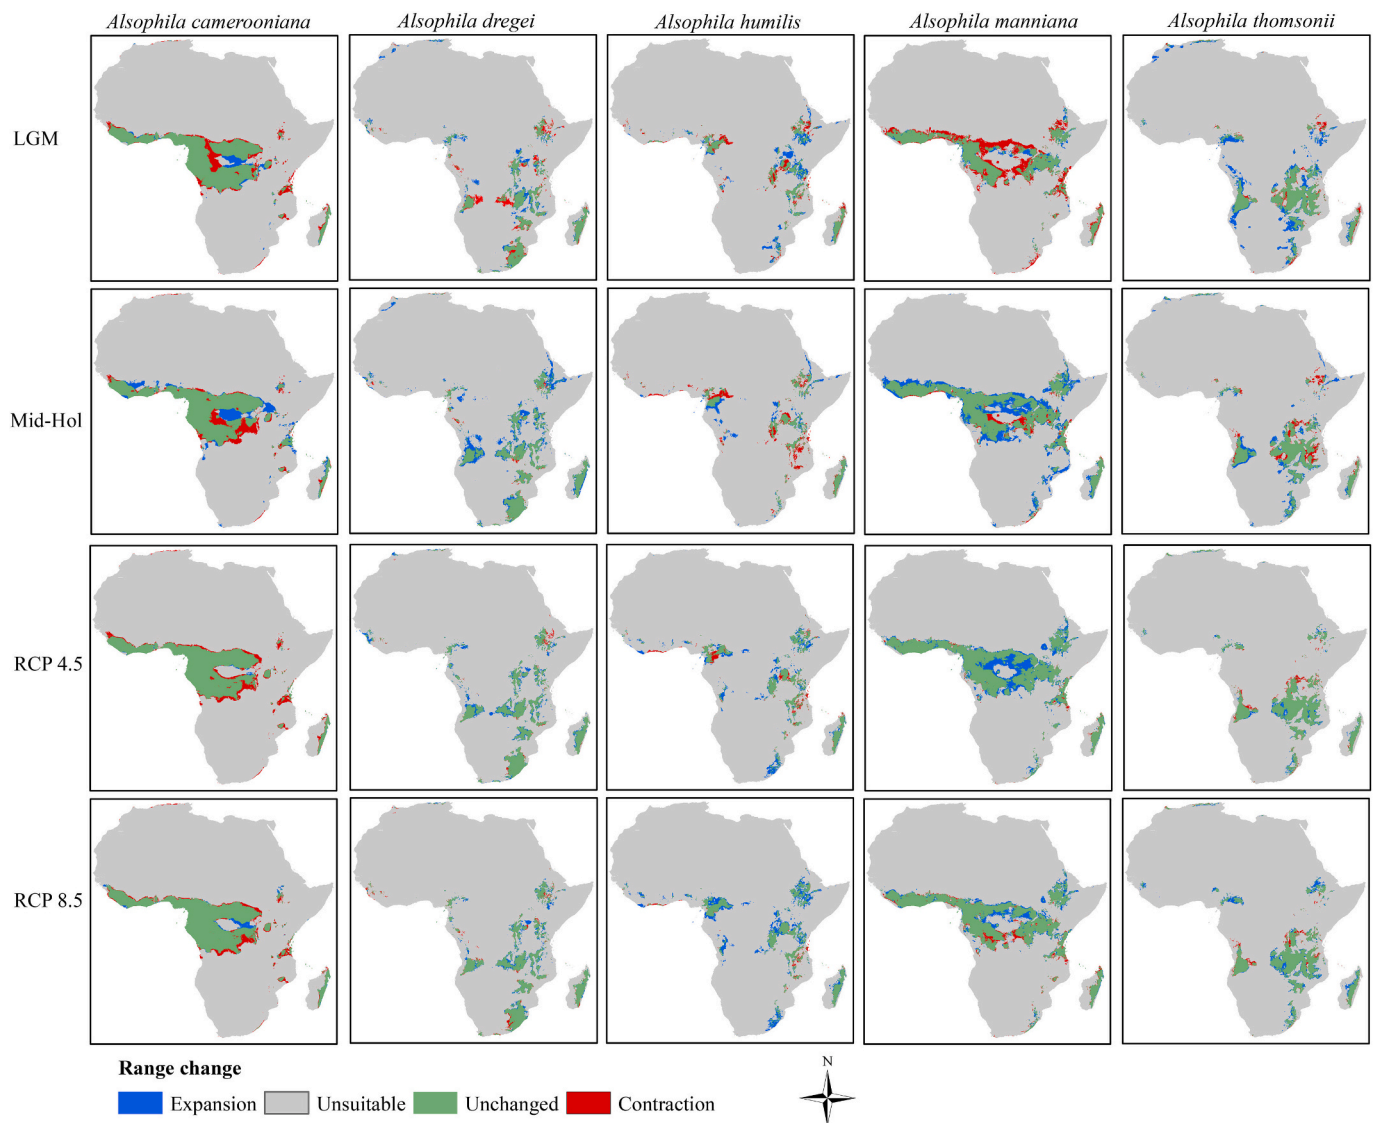 Alsophila camerooniana
Alsophila dregei
Alsophila humilis
Alsophila manniana
Alsophila thomsonii
LGM
Mid-Hol
RCP 4.5
RCP 8.5
Range change
Expansion
Unsuitable
Unchanged
Contraction
N